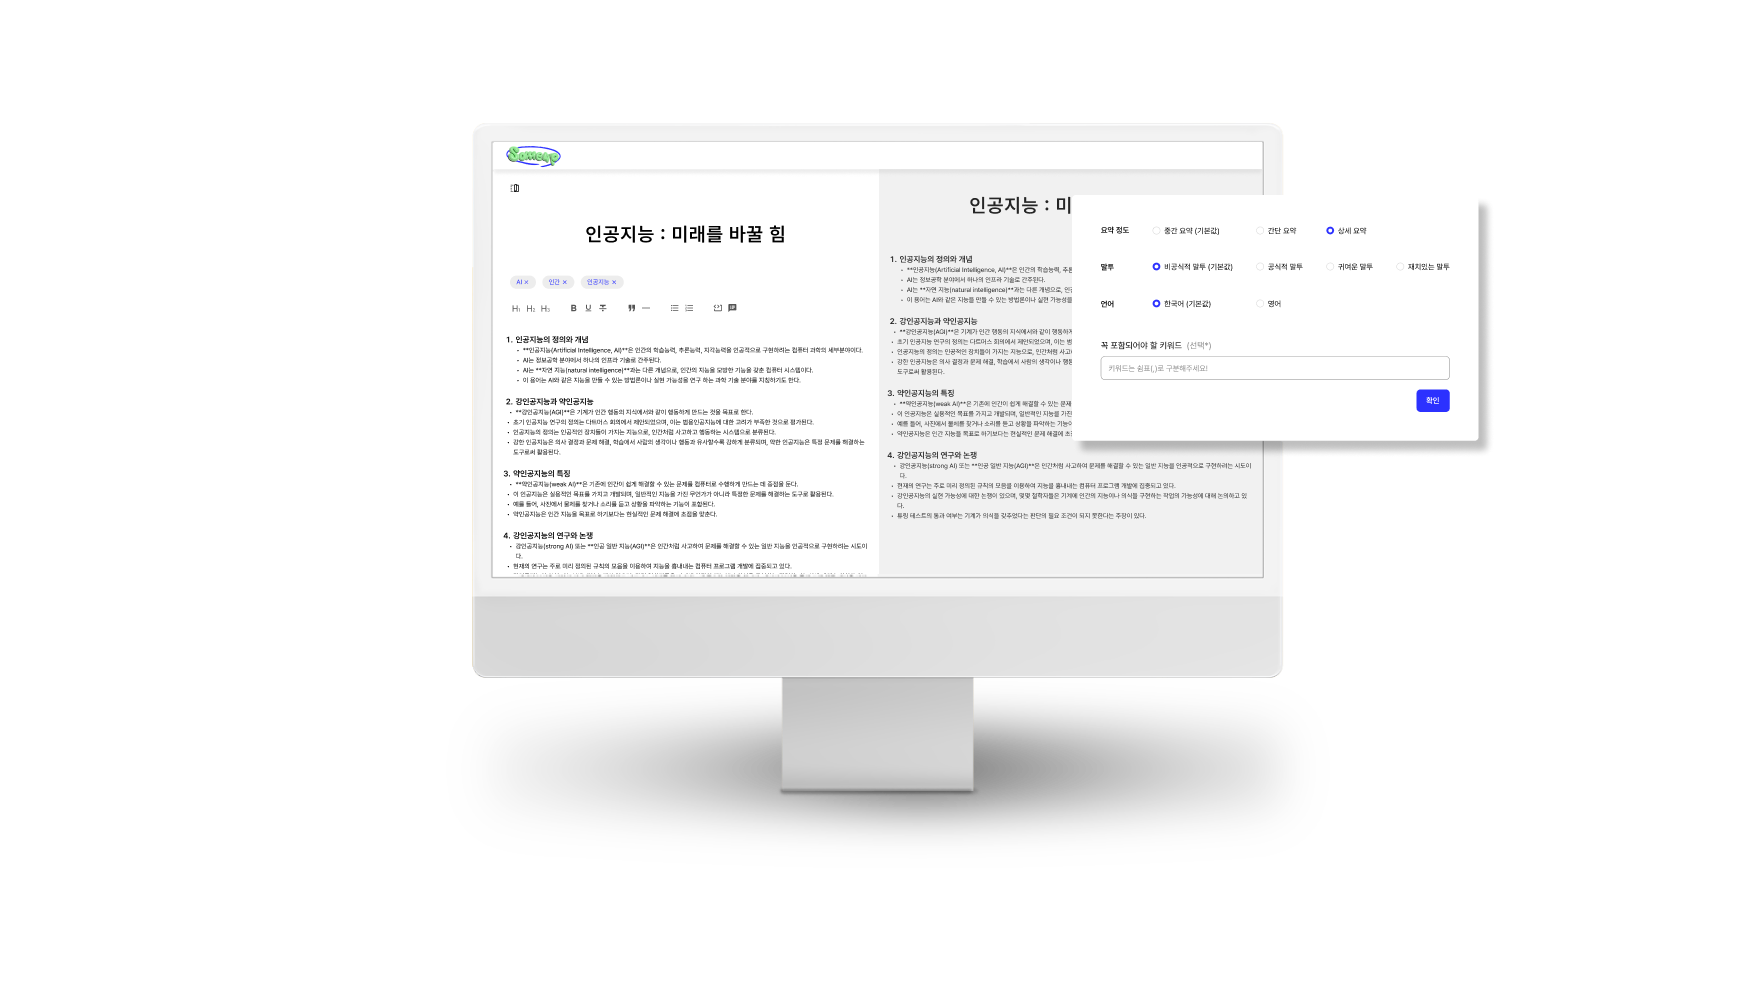 인공지능 : 미래를 바꿀 힘
AI ×
인간 ×
인공지능 ×
H₁ H₂ H₃
B U T
1. 인공지능의 정의와 개념
• **인공지능(Artificial Intelligence, AI)**은 인간의 학습능력, 추론능력, 지각능력을 인공적으로 구현하려는 컴퓨터 과학의 세부분야이다.
• AI는 정보공학 분야에서 하나의 인프라 기술로 간주된다.
• AI는 **자연 지능(natural intelligence)**과는 다른 개념으로, 인간의 지능을 모방한 기능을 갖춘 컴퓨터 시스템이다.
• 이 용어는 AI와 같은 지능을 만들 수 있는 방법론이나 실현 가능성을 연구 하는 과학 기술 분야를 지칭하기도 한다.
2. 강인공지능과 약인공지능
• **강인공지능(AGI)**은 기계가 인간 행동의 지식에서와 같이 행동하게 만드는 것을 목표로 한다.
• 초기 인공지능 연구의 정의는 다트머스 회의에서 제안되었으며, 이는 범용인공지능에 대한 고려가 부족한 것으로 평가된다.
• 인공지능의 정의는 인공적인 장치들이 가지는 지능으로, 인간처럼 사고하고 행동하는 시스템으로 분류된다.
• 강한 인공지능은 의사 결정과 문제 해결, 학습에서 사람의 생각이나 행동과 유사할수록 강하게 분류되며, 약한 인공지능은 특정 문제를 해결하는
도구로써 활용된다.
3. 약인공지능의 특징
• **약인공지능(weak AI)**은 기존에 인간이 쉽게 해결할 수 있는 문제를 컴퓨터로 수행하게 만드는 데 중점을 둔다.
• 이 인공지능은 실용적인 목표를 가지고 개발되며, 일반적인 지능을 가진 무언가가 아니라 특정한 문제를 해결하는 도구로 활용된다.
• 예를 들어, 사진에서 물체를 찾거나 소리를 듣고 상황을 파악하는 기능이 포함된다.
• 약인공지능은 인간 지능을 목표로 하기보다는 현실적인 문제 해결에 초점을 맞춘다.
4. 강인공지능의 연구와 논쟁
• 강인공지능(strong AI) 또는 **인공 일반 지능(AGI)**은 인간처럼 사고하여 문제를 해결할 수 있는 일반 지능을 인공적으로 구현하려는 시도이
다.
• 현재의 연구는 주로 미리 정의된 규칙의 모음을 이용하여 지능을 흉내내는 컴퓨터 프로그램 개발에 집중되고 있다.
인공지능 : 미
1. 인공지능의 정의와 개념
• **인공지능(Artificial Intelligence, AI)**은 인간의 학습능력, 추론
• AI는 정보공학 분야에서 하나의 인프라 기술로 간주된다.
• AI는 **자연 지능(natural intelligence)**과는 다른 개념으로, 인
• 이 용어는 AI와 같은 지능을 만들 수 있는 방법론이나 실현 가능성을
2. 강인공지능과 약인공지능
• **강인공지능(AGI)**은 기계가 인간 행동의 지식에서와 같이 행동하게
• 초기 인공지능 연구의 정의는 다트머스 회의에서 제안되었으며, 이는 범
• 인공지능의 정의는 인공적인 장치들이 가지는 지능으로, 인간처럼 사고
• 강한 인공지능은 의사 결정과 문제 해결, 학습에서 사람의 생각이나 행동
도구로써 활용된다.
3. 약인공지능의 특징
• **약인공지능(weak AI)**은 기존에 인간이 쉽게 해결할 수 있는 문제
• 이 인공지능은 실용적인 목표를 가지고 개발되며, 일반적인 지능을 가진
• 예를 들어, 사진에서 물체를 찾거나 소리를 듣고 상황을 파악하는 기능이
• 약인공지능은 인간 지능을 목표로 하기보다는 현실적인 문제 해결에 초
4. 강인공지능의 연구와 논쟁
• 강인공지능(strong AI) 또는 **인공 일반 지능(AGI)**은 인간처럼 사고하여 문제를 해결할 수 있는 일반 지능을 인공적으로 구현하려는 시도이
다.
• 현재의 연구는 주로 미리 정의된 규칙의 모음을 이용하여 지능을 흉내내는 컴퓨터 프로그램 개발에 집중되고 있다.
• 강인공지능의 실현 가능성에 대한 논쟁이 있으며, 몇몇 철학자들은 기계에 인간의 지능이나 의식을 구현하는 작업의 가능성에 대해 논의하고 있
다.
• 튜링 테스트의 통과 여부는 기계가 의식을 갖추었다는 판단의 필요 조건이 되지 못한다는 주장이 있다.
요약 정도 중간 요약 (기본값) 간단 요약 상세 요약
말투 비공식적 말투 (기본값) 공식적 말투 귀여운 말투 재치있는 말투
언어 한국어 (기본값) 영어
꼭 포함되어야 할 키워드 (선택*)
키워드는 쉼표(,)로 구분해주세요!
확인